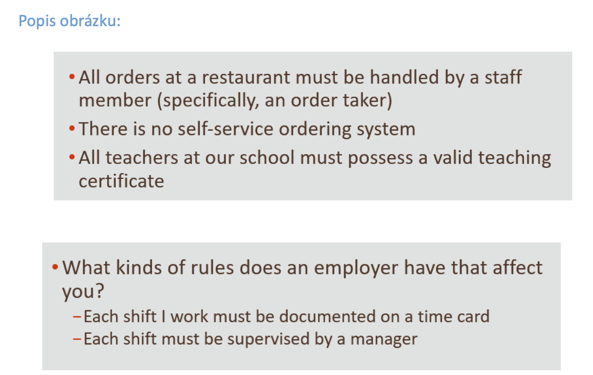 Popis obrázku:
• All orders at a restaurant must be handled by a staff
member (specifically, an order taker)
• There is no self-service ordering system
• All teachers at our school must possess a valid teaching
certificate
• What kinds of rules does an employer have that affect
you?
– Each shift I work must be documented on a time card
– Each shift must be supervised by a manager